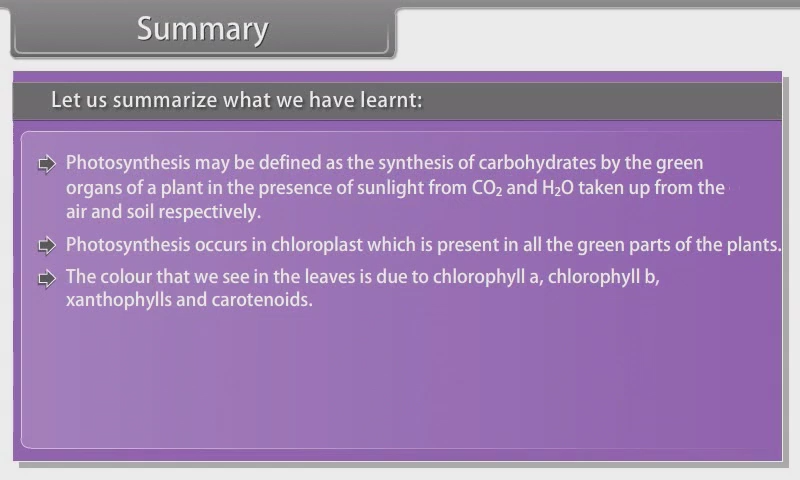 Summary
Let us summarize what we have learnt:
Photosynthesis may be defined as the synthesis of carbohydrates by the green
organs of a plant in the presence of sunlight from CO₂ and H₂O taken up from the
air and soil respectively.
Photosynthesis occurs in chloroplast which is present in all the green parts of the plants.
The colour that we see in the leaves is due to chlorophyll a, chlorophyll b,
xanthophylls and carotenoids.